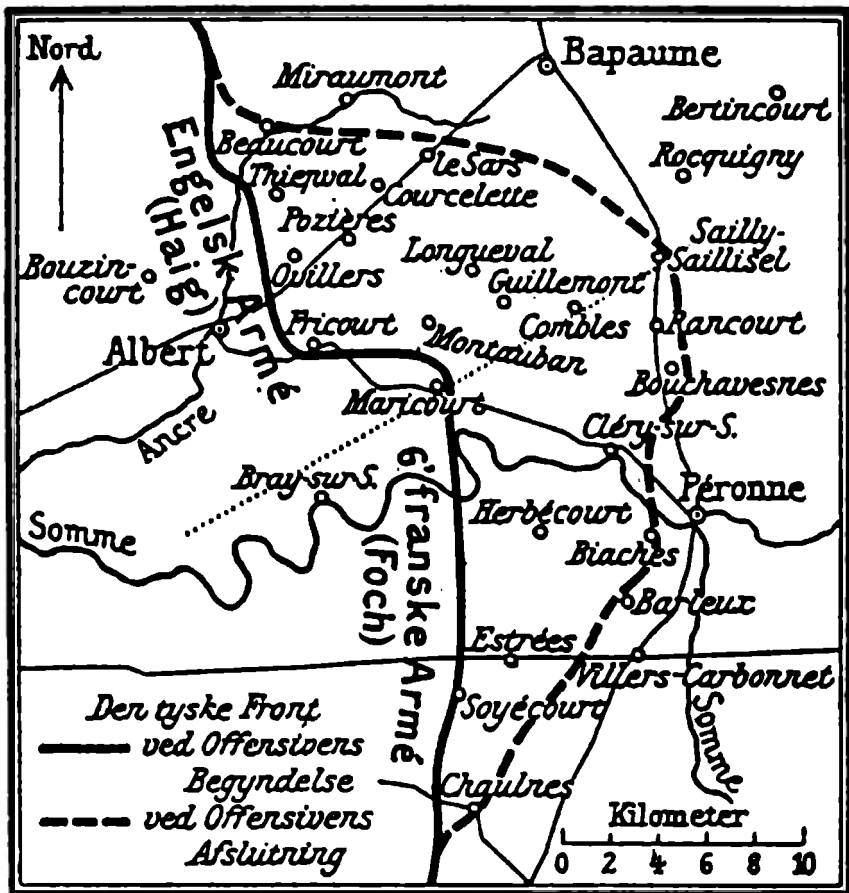 Nord
Bapaume
Miraumont
Bertincourt
Beaucourt
le Sars
Rocquigny
Thiepval
Courcelette
Engelsk Armé
(Haig)
Pozières
Sailly-
Saillisel
Longueval
Bouzin-
court
Ovillers
Guillemont
Combles
Rancourt
Fricourt
Albert
Montauban
Bouchavesnes
Maricourt
Ancre
Cléry-sur-S.
Bray-sur-S.
6' franske Armé
(Foch)
Péronne
Herbécourt
Somme
Biaches
Barleux
Estrées
Villers-Carbonnet
Soyécourt
Somme
Chaulnes
Den tyske Front
ved Offensivens
Begyndelse
ved Offensivens
Afslutning
Kilometer
0 2 4 6 8 10